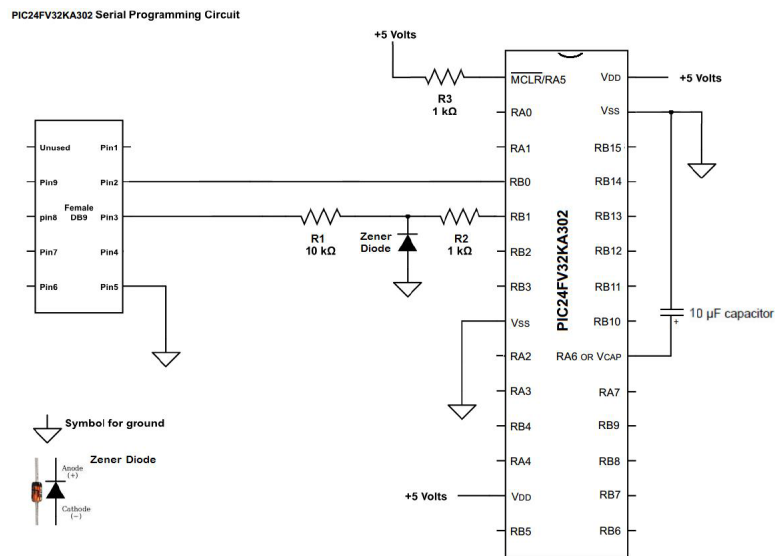 PIC24FV32KA302 Serial Programming Circuit
+5 Volts
R3
1 kΩ
MCLR/RA5
VDD
+5 Volts
RA0
VSS
RA1
RB15
RB0
RB14
RB1
RB13
RB2
RB12
RB3
RB11
VSS
RB10
RA2
RA6 OR VCAP
RA3
RA7
RB4
RB9
RA4
RB8
+5 Volts
VDD
RB7
RB5
RB6
PIC24FV32KA302
10 µF capacitor
+
Unused
Pin1
Pin9
Pin2
Female
DB9
pin8
Pin3
Pin7
Pin4
Pin6
Pin5
R1
10 kΩ
Zener
Diode
R2
1 kΩ
Symbol for ground
Zener Diode
Anode
(+)
Cathode
(−)